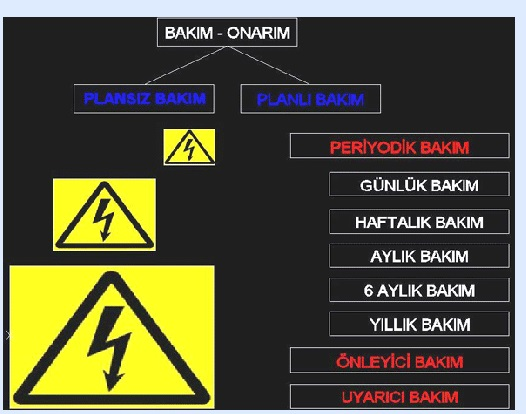 BAKIM - ONARIM
PLANSIZ BAKIM
PLANLI BAKIM
PERİYODİK BAKIM
GÜNLÜK BAKIM
HAFTALIK BAKIM
AYLIK BAKIM
6 AYLIK BAKIM
YILLIK BAKIM
ÖNLEYİCİ BAKIM
UYARICI BAKIM